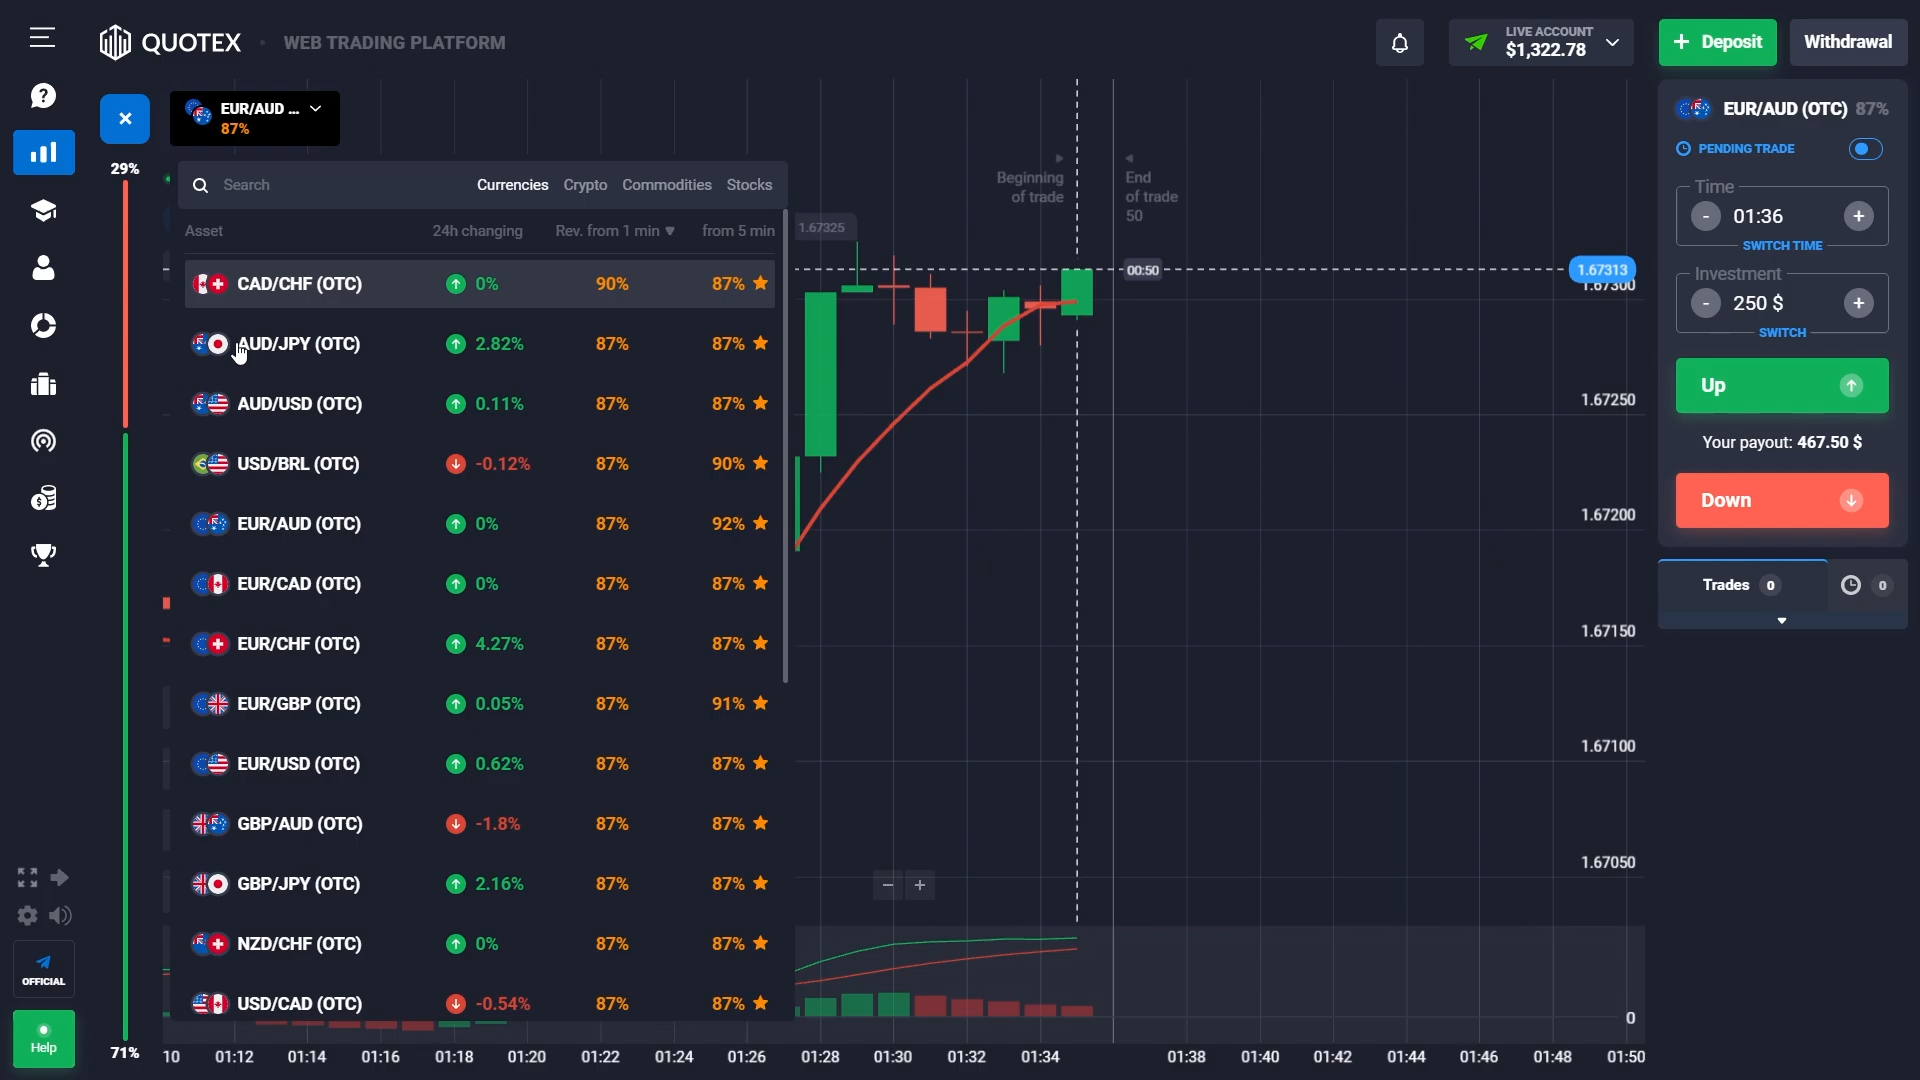 QUOTEX
WEB TRADING PLATFORM
LIVE ACCOUNT
$1,322.78
+ Deposit
Withdrawal
EUR/AUD ...
87%
29%
71%
Search
Currencies Crypto Commodities Stocks
Asset 24h changing Rev. from 1 min from 5 min
CAD/CHF (OTC) 0% 90% 87%
AUD/JPY (OTC) 2.82% 87% 87%
AUD/USD (OTC) 0.11% 87% 87%
USD/BRL (OTC) -0.12% 87% 90%
EUR/AUD (OTC) 0% 87% 92%
EUR/CAD (OTC) 0% 87% 87%
EUR/CHF (OTC) 4.27% 87% 87%
EUR/GBP (OTC) 0.05% 87% 91%
EUR/USD (OTC) 0.62% 87% 87%
GBP/AUD (OTC) -1.8% 87% 87%
GBP/JPY (OTC) 2.16% 87% 87%
NZD/CHF (OTC) 0% 87% 87%
USD/CAD (OTC) -0.54% 87% 87%
OFFICIAL
Help
1.67325
Beginning
of trade
End
of trade
50
00:50
1.67313
1.67300
1.67250
1.67200
1.67150
1.67100
1.67050
0
10 01:12 01:14 01:16 01:18 01:20 01:22 01:24 01:26 01:28 01:30 01:32 01:34 01:38 01:40 01:42 01:44 01:46 01:48 01:50
EUR/AUD (OTC) 87%
PENDING TRADE
Time
- 01:36 +
SWITCH TIME
Investment
- 250 $ +
SWITCH
Up
Your payout: 467.50 $
Down
Trades 0 0